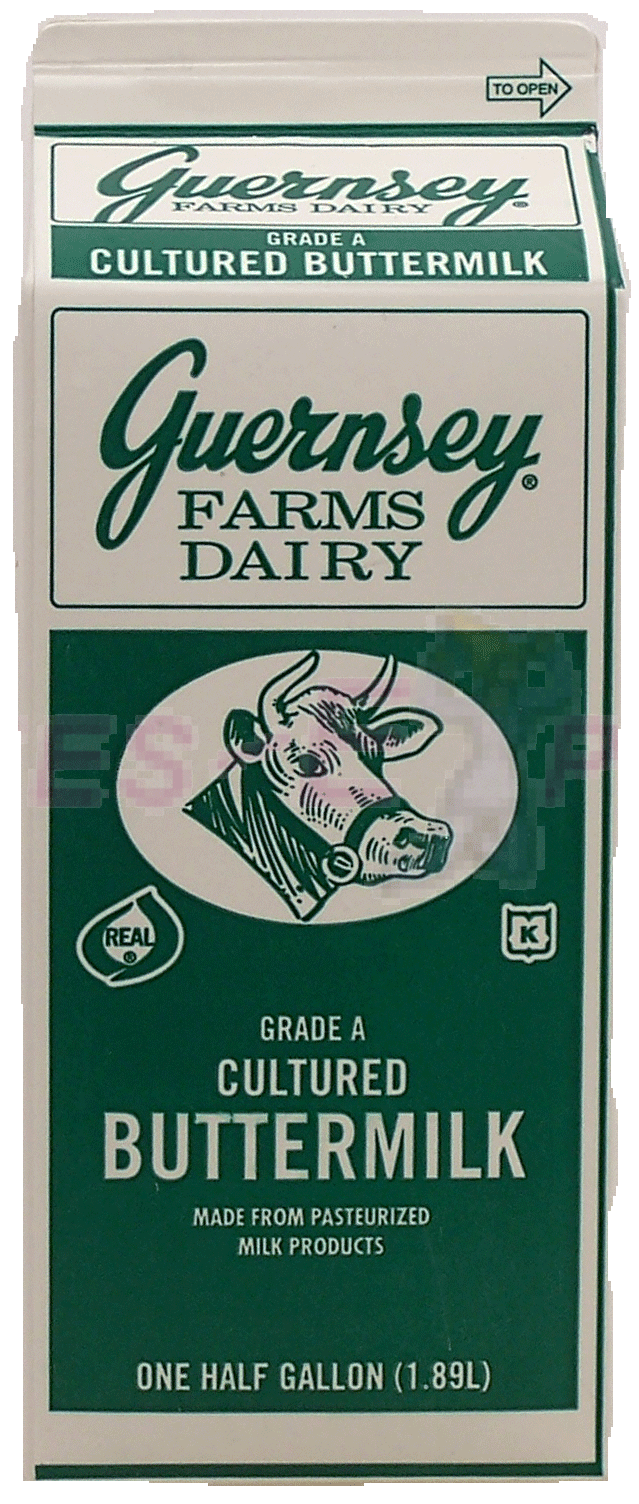 TO OPEN
Guernsey®
FARMS DAIRY
GRADE A
CULTURED BUTTERMILK
Guernsey®
FARMS
DAIRY
REAL®
K
GRADE A
CULTURED
BUTTERMILK
MADE FROM PASTEURIZED
MILK PRODUCTS
ONE HALF GALLON (1.89L)